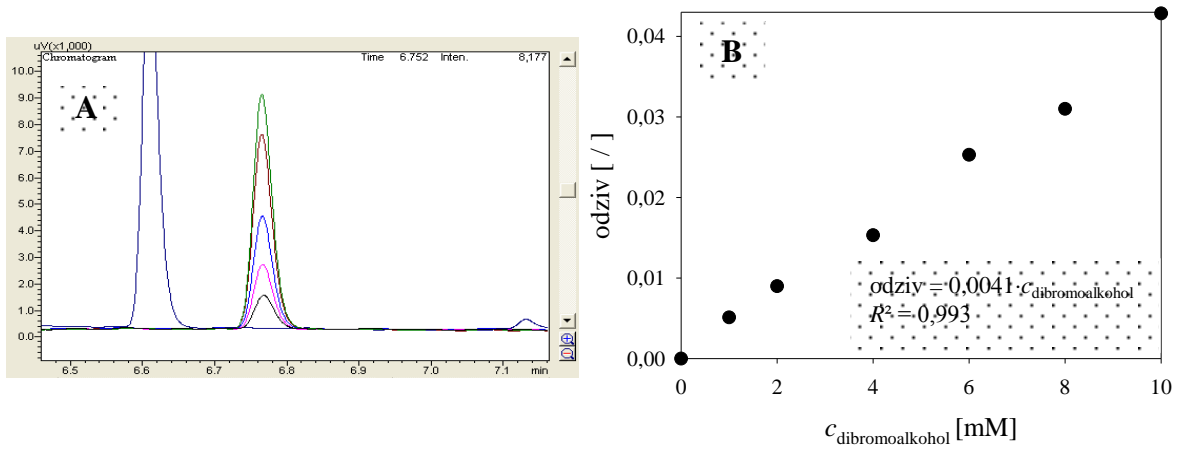 uV(x1,000)
Chromatogram
Time 6.752 Inten. 8,177
A
10.0
9.0
8.0
7.0
6.0
5.0
4.0
3.0
2.0
1.0
0.0
6.5 6.6 6.7 6.8 6.9 7.0 7.1 min
B
odziv [ / ]
0,04
0,03
0,02
0,01
0,00
odziv = 0,0041·c dibromoalkohol
R² = 0,993
0 2 4 6 8 10
c dibromoalkohol [mM]